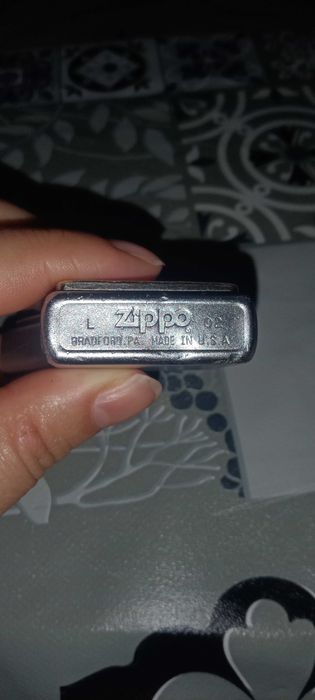 L Zippo 02
BRADFORD, PA. MADE IN U.S.A.